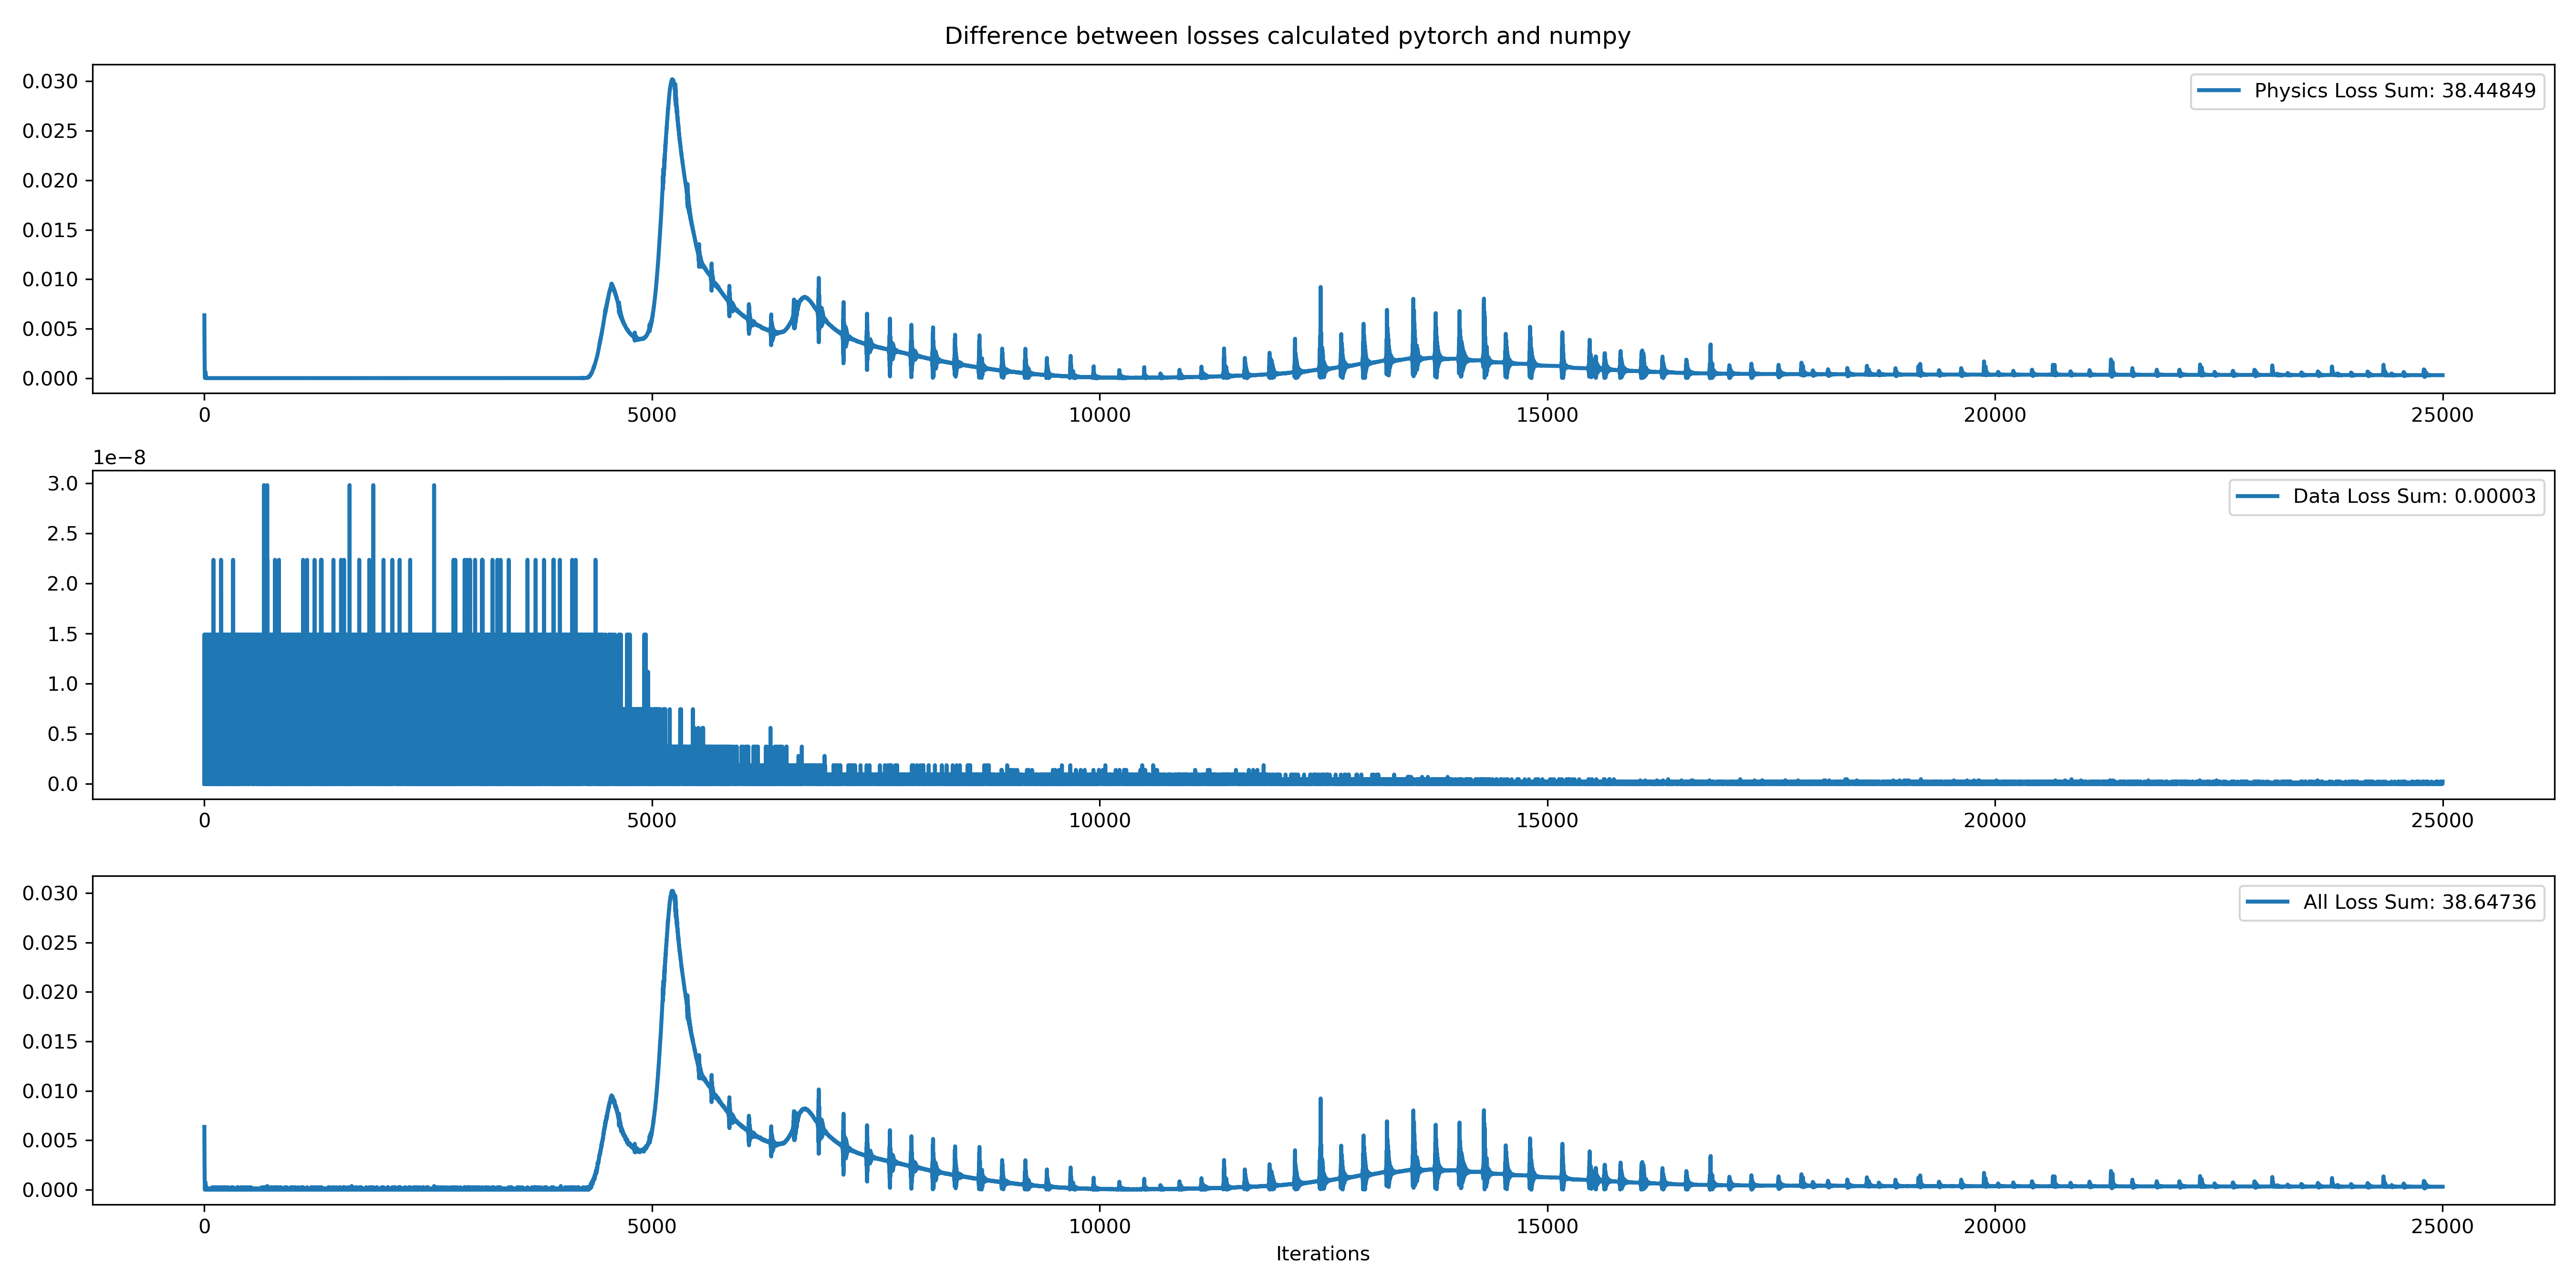 Difference between losses calculated pytorch and numpy
0.030
0.025
0.020
0.015
0.010
0.005
0.000
Physics Loss Sum: 38.44849
0 5000 10000 15000 20000 25000
1e−8
3.0
2.5
2.0
1.5
1.0
0.5
0.0
Data Loss Sum: 0.00003
0 5000 10000 15000 20000 25000
0.030
0.025
0.020
0.015
0.010
0.005
0.000
All Loss Sum: 38.64736
0 5000 10000 15000 20000 25000
Iterations